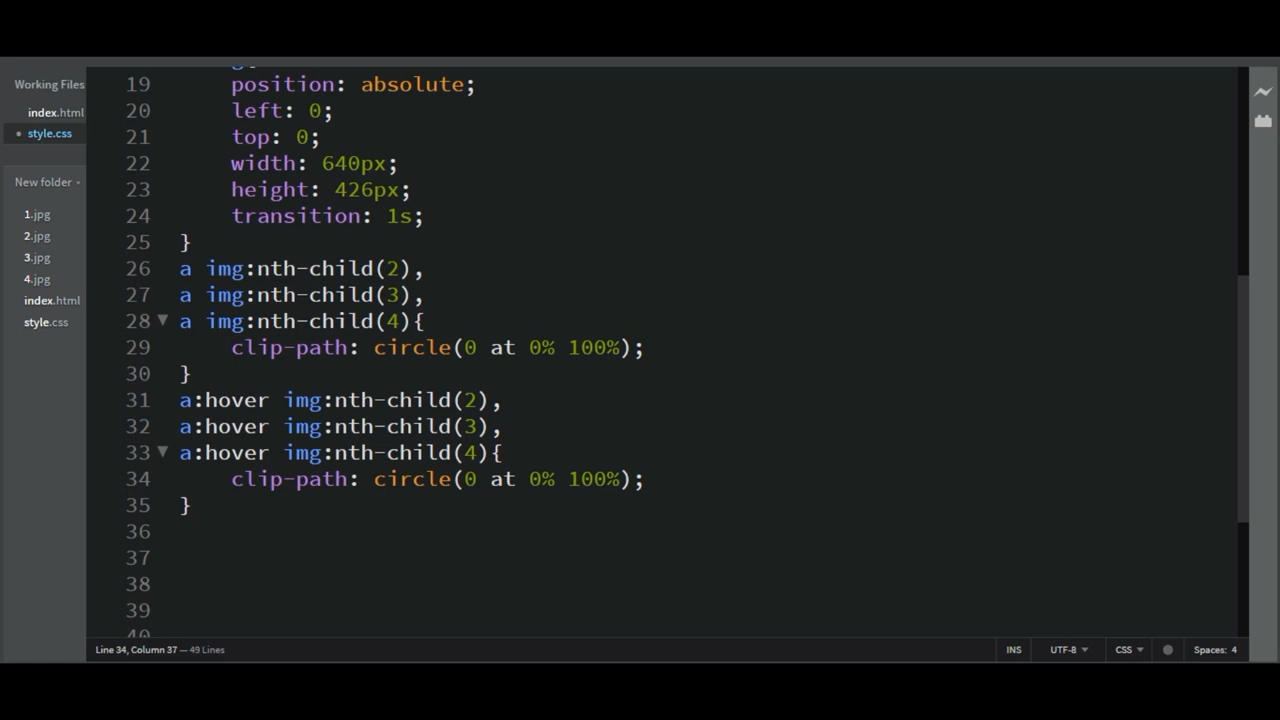 Working Files
index.html
style.css
New folder
1.jpg
2.jpg
3.jpg
4.jpg
index.html
style.css
19 position: absolute;
20 left: 0;
21 top: 0;
22 width: 640px;
23 height: 426px;
24 transition: 1s;
25 }
26 a img:nth-child(2),
27 a img:nth-child(3),
28 a img:nth-child(4){
29 clip-path: circle(0 at 0% 100%);
30 }
31 a:hover img:nth-child(2),
32 a:hover img:nth-child(3),
33 a:hover img:nth-child(4){
34 clip-path: circle(0 at 0% 100%);
35 }
36
37
38
39
40
Line 34, Column 37 — 49 Lines
INS UTF-8 CSS Spaces: 4